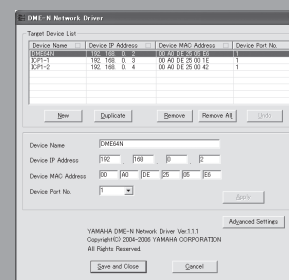 DME-N Network Driver
Target Device List
Device Name Device IP Address Device MAC Address Device Port No.
DME64N 192. 168. 0. 2 00 A0 DE 25 05 E6 1
ICP1-1 192. 168. 0. 3 00 A0 DE 25 00 1E 1
ICP1-2 192. 168. 0. 4 00 A0 DE 25 00 42 1
New Duplicate Remove Remove All Undo
Device Name DME64N
Device IP Address 192 168 0 2
Device MAC Address 00 A0 DE 25 05 E6
Device Port No. 1
Apply
Advanced Settings
YAMAHA DME-N Network Driver Ver.1.1.1
Copyright(C) 2004-2006 YAMAHA CORPORATION
All Rights Reserved.
Save and Close Cancel